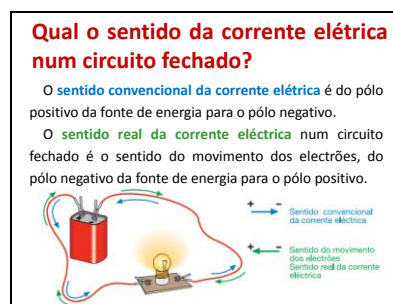 Qual o sentido da corrente elétrica
num circuito fechado?
O sentido convencional da corrente elétrica é do pólo
positivo da fonte de energia para o pólo negativo.
O sentido real da corrente eléctrica num circuito
fechado é o sentido do movimento dos electrões, do
pólo negativo da fonte de energia para o pólo positivo.
+ −
Sentido convencional
da corrente eléctrica
+ −
Sentido do movimento
dos electrões
Sentido real da corrente
eléctrica